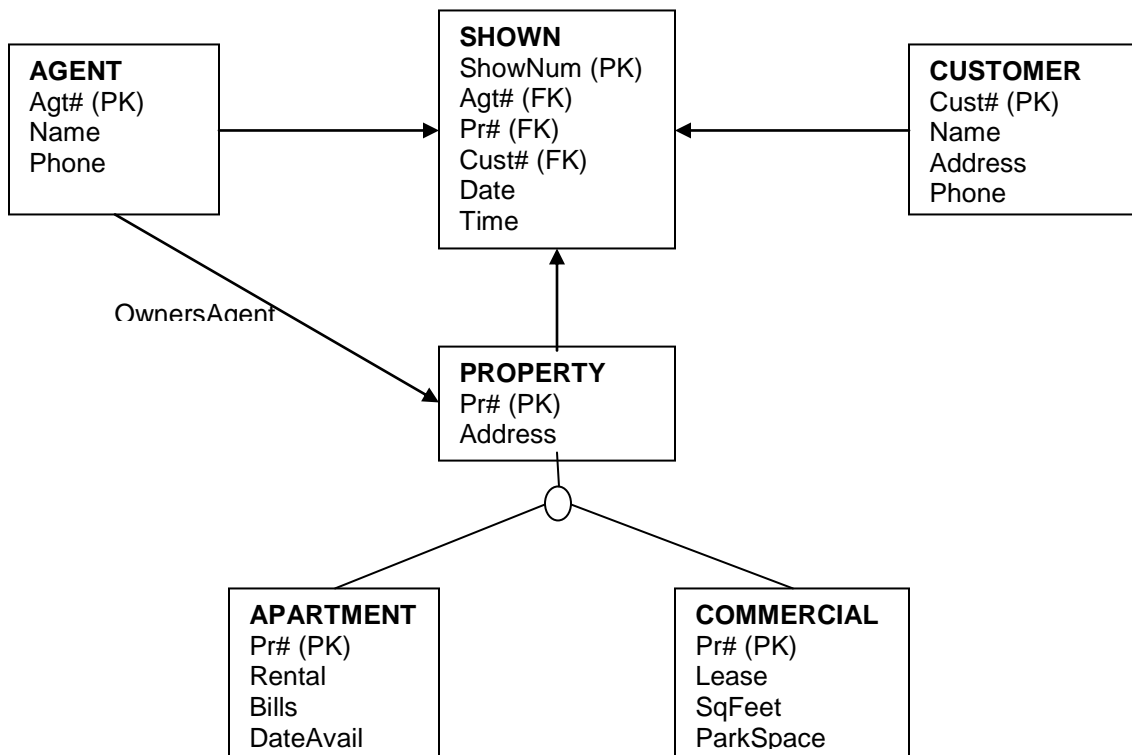 SHOWN
ShowNum (PK)
Agt# (FK)
Pr# (FK)
Cust# (FK)
Date
Time
AGENT
Agt# (PK)
Name
Phone
CUSTOMER
Cust# (PK)
Name
Address
Phone
OwnersAgent
PROPERTY
Pr# (PK)
Address
APARTMENT
Pr# (PK)
Rental
Bills
DateAvail
COMMERCIAL
Pr# (PK)
Lease
SqFeet
ParkSpace